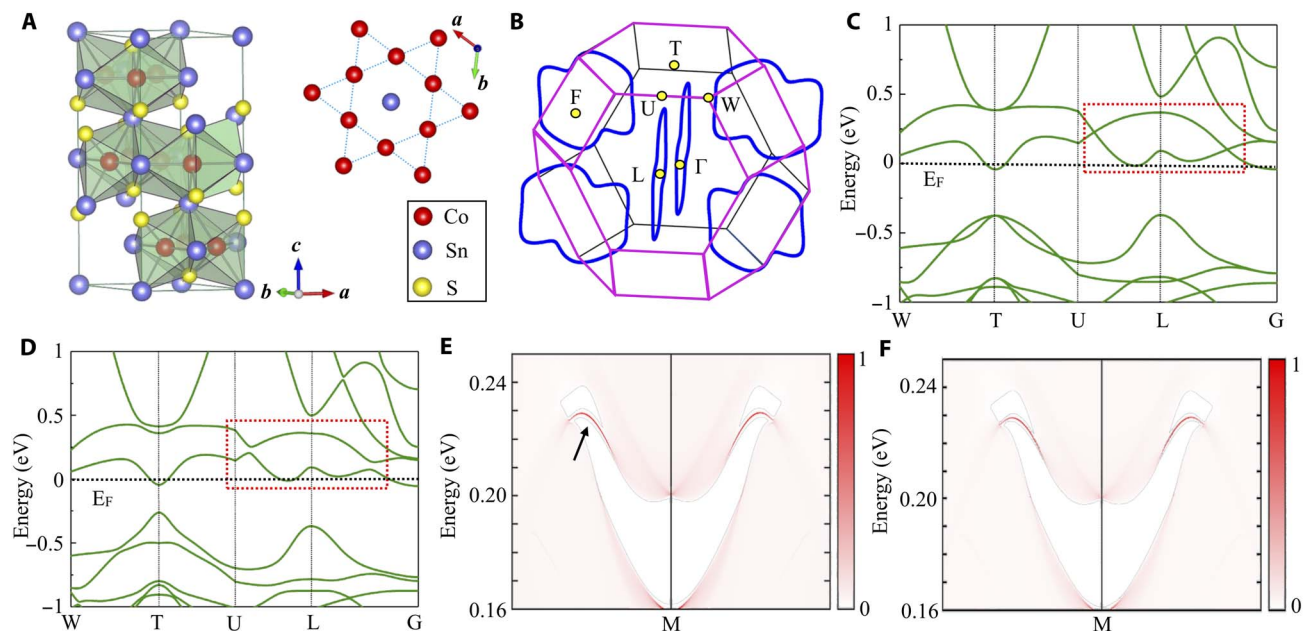 A
a
b
Co
Sn
S
c
b
a
B
T
F
U
W
L
Γ
C
1
0.5
0
−0.5
−1
Energy (eV)
EF
W
T
U
L
G
D
1
0.5
0
−0.5
−1
Energy (eV)
EF
W
T
U
L
G
E
0.24
0.20
0.16
Energy (eV)
M
1
0
F
0.24
0.20
0.16
Energy (eV)
M
1
0